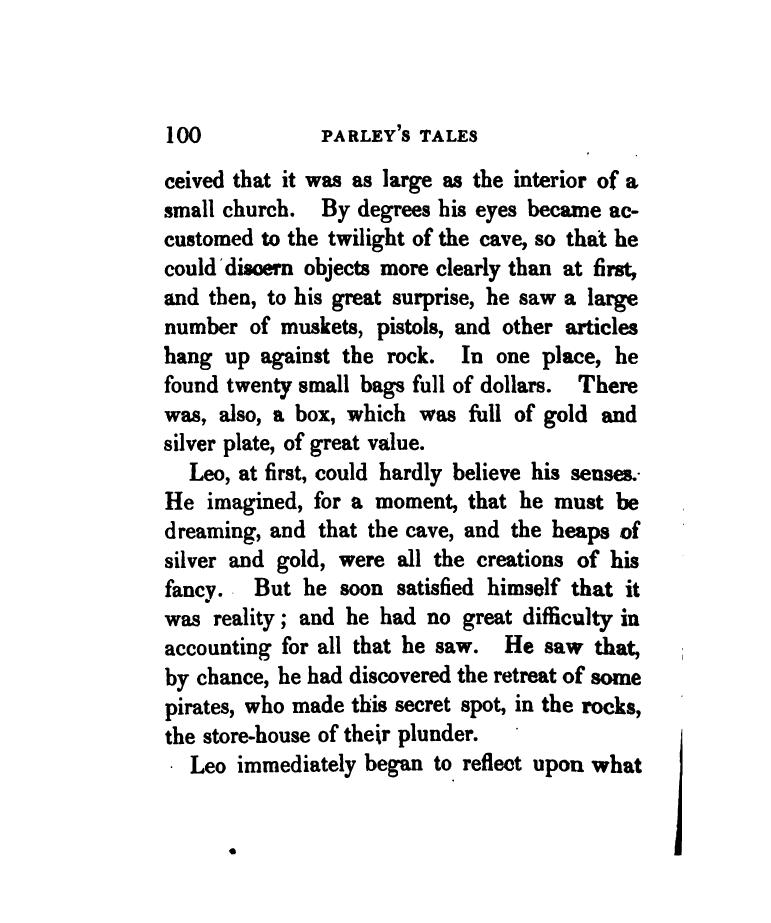 100 PARLEY'S TALES
ceived that it was as large as the interior of a
small church. By degrees his eyes became ac-
customed to the twilight of the cave, so that he
could discern objects more clearly than at first,
and then, to his great surprise, he saw a large
number of muskets, pistols, and other articles
hang up against the rock. In one place, he
found twenty small bags full of dollars. There
was, also, a box, which was full of gold and
silver plate, of great value.
Leo, at first, could hardly believe his senses.
He imagined, for a moment, that he must be
dreaming, and that the cave, and the heaps of
silver and gold, were all the creations of his
fancy. But he soon satisfied himself that it
was reality; and he had no great difficulty in
accounting for all that he saw. He saw that,
by chance, he had discovered the retreat of some
pirates, who made this secret spot, in the rocks,
the store-house of their plunder.
Leo immediately began to reflect upon what